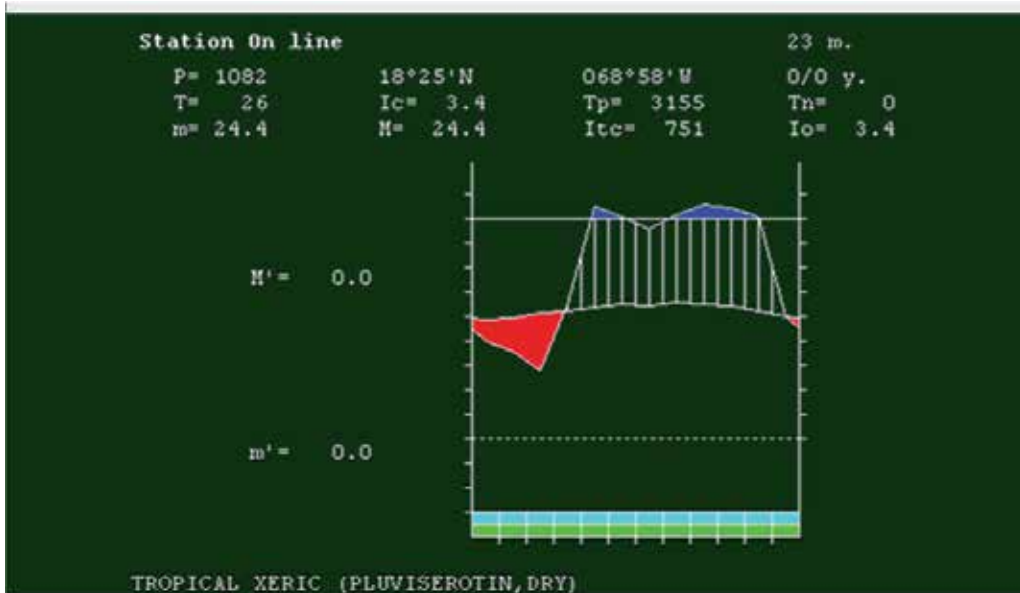 Station On line 23 m.
P= 1082 18°25'N 068°58'W 0/0 y.
T= 26 Ic= 3.4 Tp= 3155 Tn= 0
m= 24.4 M= 24.4 Itc= 751 Io= 3.4
M'= 0.0
m'= 0.0
TROPICAL XERIC (PLUVISEROTIN,DRY)